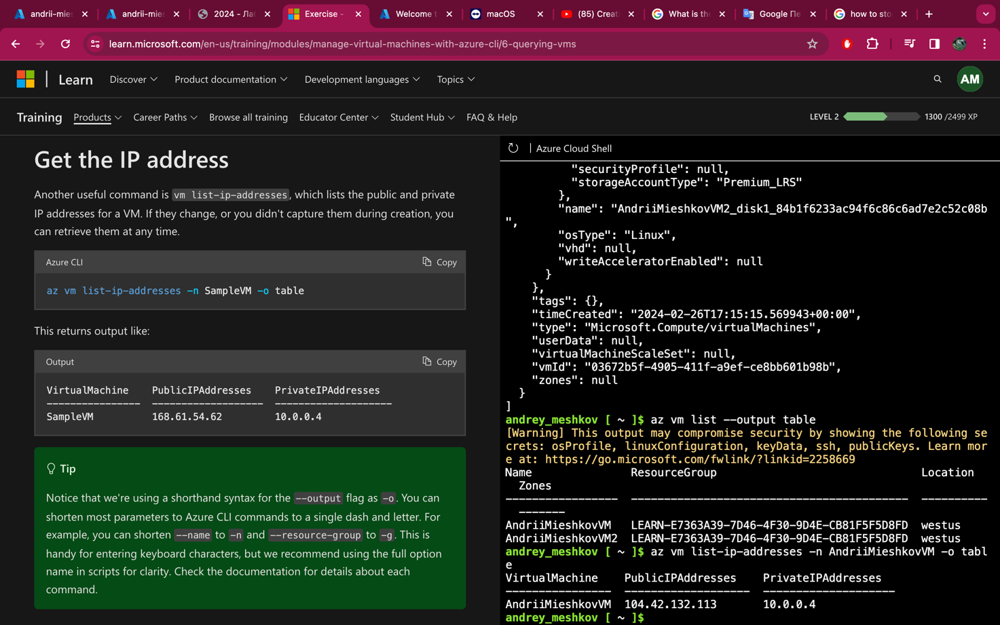 andrii-mies
andrii-mies
2024 - Ла
Exercise -
Welcome t
macOS
(85) Creat
What is the
Google Пе
how to sto
learn.microsoft.com/en-us/training/modules/manage-virtual-machines-with-azure-cli/6-querying-vms
Learn
Discover
Product documentation
Development languages
Topics
AM
Training
Products
Career Paths
Browse all training
Educator Center
Student Hub
FAQ & Help
LEVEL 2
1300 /2499 XP
Get the IP address
Another useful command is vm list-ip-addresses, which lists the public and private
IP addresses for a VM. If they change, or you didn't capture them during creation, you
can retrieve them at any time.
Azure CLI
Copy
az vm list-ip-addresses -n SampleVM -o table
This returns output like:
Output
Copy
VirtualMachine PublicIPAddresses PrivateIPAddresses
---------------- ------------------- --------------------
SampleVM 168.61.54.62 10.0.0.4
Tip
Notice that we're using a shorthand syntax for the --output flag as -o. You can
shorten most parameters to Azure CLI commands to a single dash and letter. For
example, you can shorten --name to -n and --resource-group to -g. This is
handy for entering keyboard characters, but we recommend using the full option
name in scripts for clarity. Check the documentation for details about each
command.
| Azure Cloud Shell
"securityProfile": null,
"storageAccountType": "Premium_LRS"
},
"name": "AndriiMieshkovVM2_disk1_84b1f6233ac94f6c86c6ad7e2c52c08b
",
"osType": "Linux",
"vhd": null,
"writeAcceleratorEnabled": null
}
},
"tags": {},
"timeCreated": "2024-02-26T17:15:15.569943+00:00",
"type": "Microsoft.Compute/virtualMachines",
"userData": null,
"virtualMachineScaleSet": null,
"vmId": "03672b5f-4905-411f-a9ef-ce8bb601b98b",
"zones": null
}
]
andrey_meshkov [ ~ ]$ az vm list --output table
[Warning] This output may compromise security by showing the following se
crets: osProfile, linuxConfiguration, keyData, ssh, publicKeys. Learn mor
e at: https://go.microsoft.com/fwlink/?linkid=2258669
Name ResourceGroup Location
Zones
----------------- ------------------------------------------ ----------
-------
AndriiMieshkovVM LEARN-E7363A39-7D46-4F30-9D4E-CB81F5F5D8FD westus
AndriiMieshkovVM2 LEARN-E7363A39-7D46-4F30-9D4E-CB81F5F5D8FD westus
andrey_meshkov [ ~ ]$ az vm list-ip-addresses -n AndriiMieshkovVM -o tabl
e
VirtualMachine PublicIPAddresses PrivateIPAddresses
---------------- ------------------- --------------------
AndriiMieshkovVM 104.42.132.113 10.0.0.4
andrey_meshkov [ ~ ]$